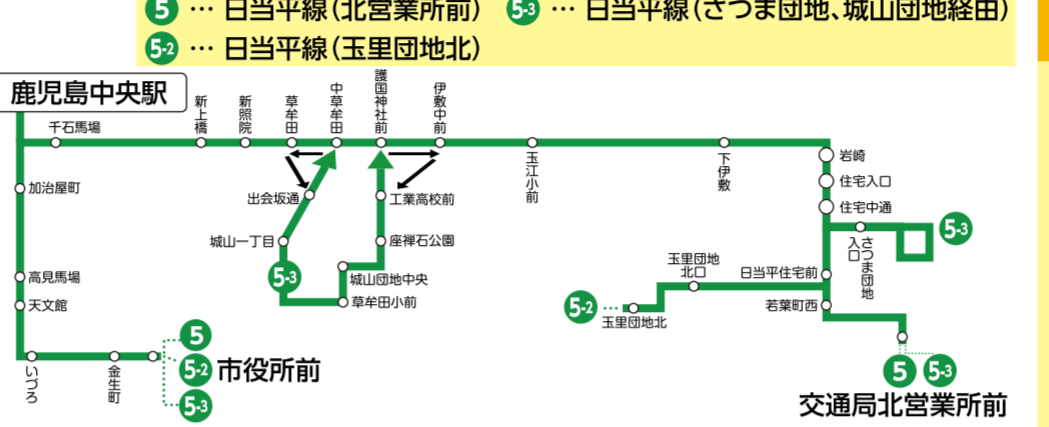 5 … 日当平線(北営業所前) 5-3 … 日当平線(さつま団地、城山団地経由)
5-2 … 日当平線(玉里団地北)
鹿児島中央駅
千石馬場
新上橋
新照院
草牟田
中草牟田
護国神社前
伊敷中前
玉江小前
下伊敷
岩崎
住宅入口
住宅中通
さつま団地
入口
5-3
加治屋町
高見馬場
天文館
いづろ
金生町
5
5-2
5-3
市役所前
出会坂通
城山一丁目
5-3
工業高校前
座禅石公園
城山団地中央
草牟田小前
玉里団地
北口
日当平住宅前
若葉町西
5-2
玉里団地北
5
5-3
交通局北営業所前